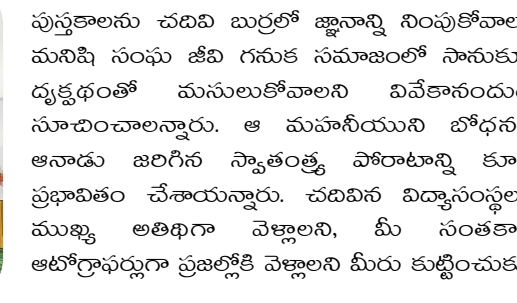 పుస్తకాలను చదివి బుర్రలో జ్ఞానాన్ని నింపుకోవాల
మనిషి సంఘ జీవి గనుక సమాజంలో సానుకూ
దృక్పథంతో మసులుకోవాలని వివేకానందు
సూచించాలన్నారు. ఆ మహనీయుని బోధన
ఆనాడు జరిగిన స్వాతంత్ర్య పోరాటాన్ని కూ
ప్రభావితం చేశాయన్నారు. చదివిన విద్యాసంస్థల
ముఖ్య అతిథిగా వెళ్లాలని, మీ సంతకా
ఆటోగ్రాఫర్లుగా ప్రజల్లోకి వెళ్లాలని మీరు కుట్టించుకు